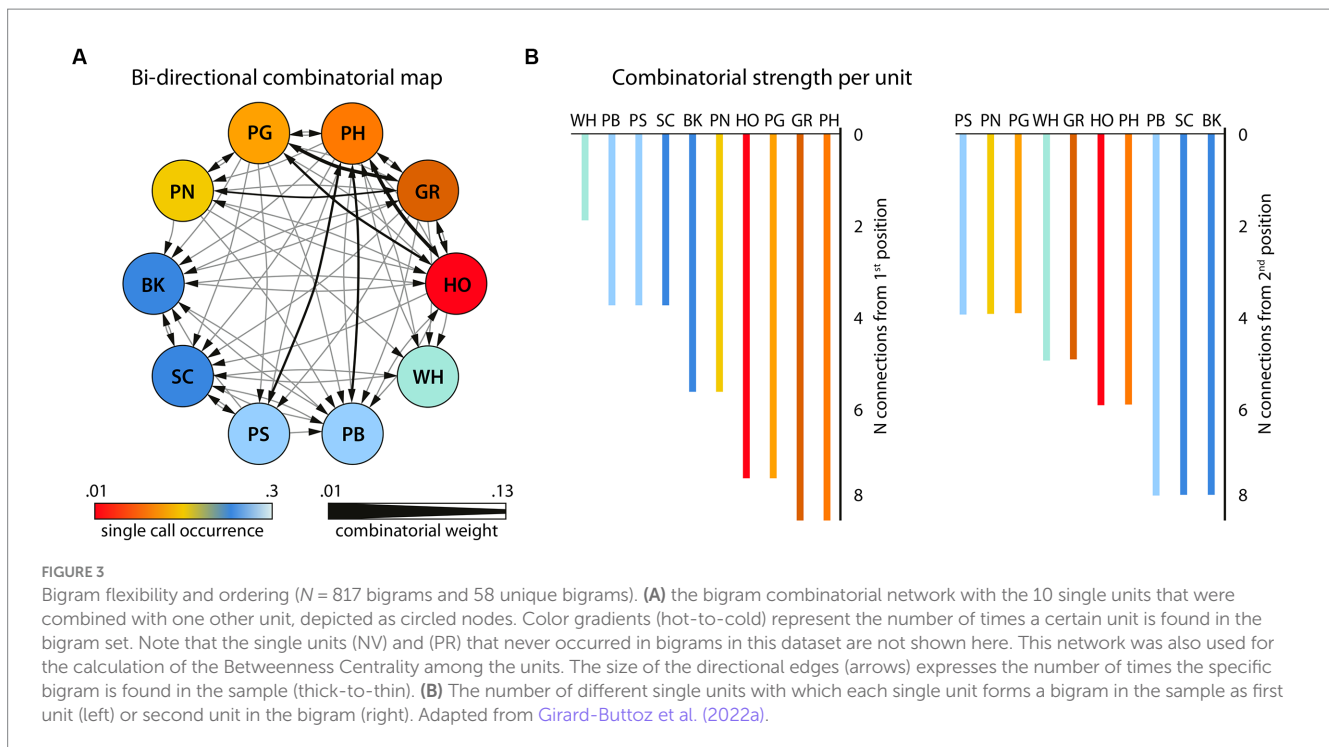 A
Bi-directional combinatorial map
PG
PH
PN
GR
BK
HO
SC
WH
PS
PB
.01 .3
single call occurrence
.01 .13
combinatorial weight
B
Combinatorial strength per unit
WH PB PS SC BK PN HO PG GR PH
0
2
4
6
8
N connections from 1st position
PS PN PG WH GR HO PH PB SC BK
0
2
4
6
8
N connections from 2nd position
FIGURE 3
Bigram flexibility and ordering (N = 817 bigrams and 58 unique bigrams). (A) the bigram combinatorial network with the 10 single units that were
combined with one other unit, depicted as circled nodes. Color gradients (hot-to-cold) represent the number of times a certain unit is found in the
bigram set. Note that the single units (NV) and (PR) that never occurred in bigrams in this dataset are not shown here. This network was also used for
the calculation of the Betweenness Centrality among the units. The size of the directional edges (arrows) expresses the number of times the specific
bigram is found in the sample (thick-to-thin). (B) The number of different single units with which each single unit forms a bigram in the sample as first
unit (left) or second unit in the bigram (right). Adapted from Girard-Buttoz et al. (2022a).